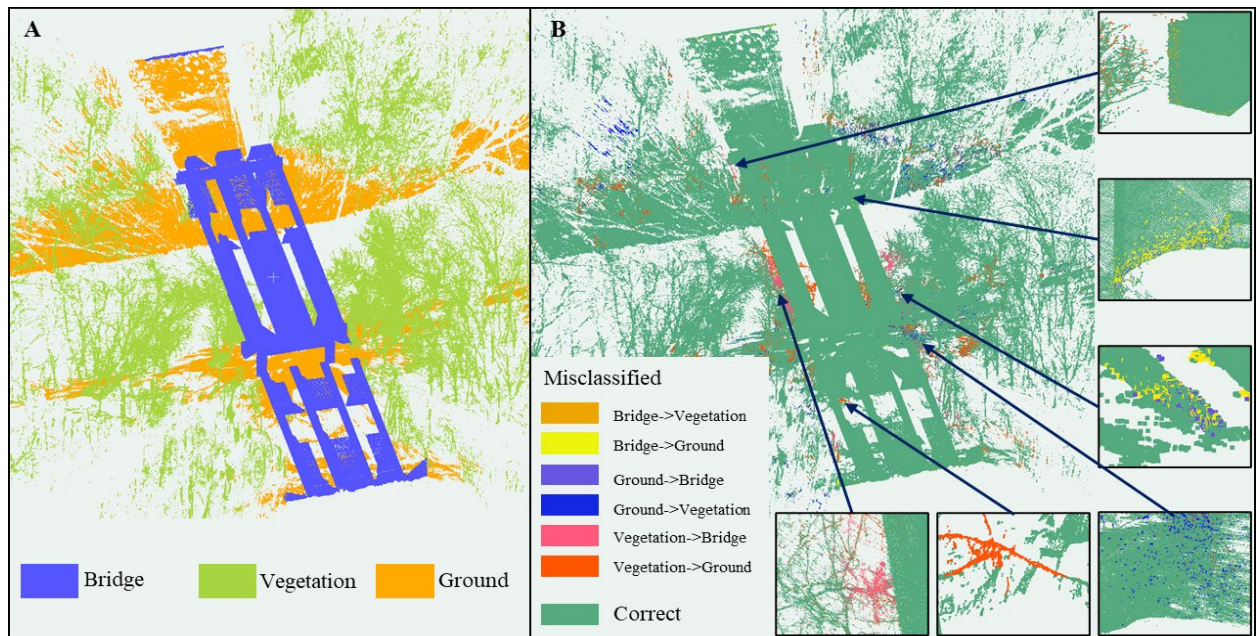 A
B
Misclassified
Bridge->Vegetation
Bridge->Ground
Ground->Bridge
Ground->Vegetation
Vegetation->Bridge
Vegetation->Ground
Correct
Bridge
Vegetation
Ground